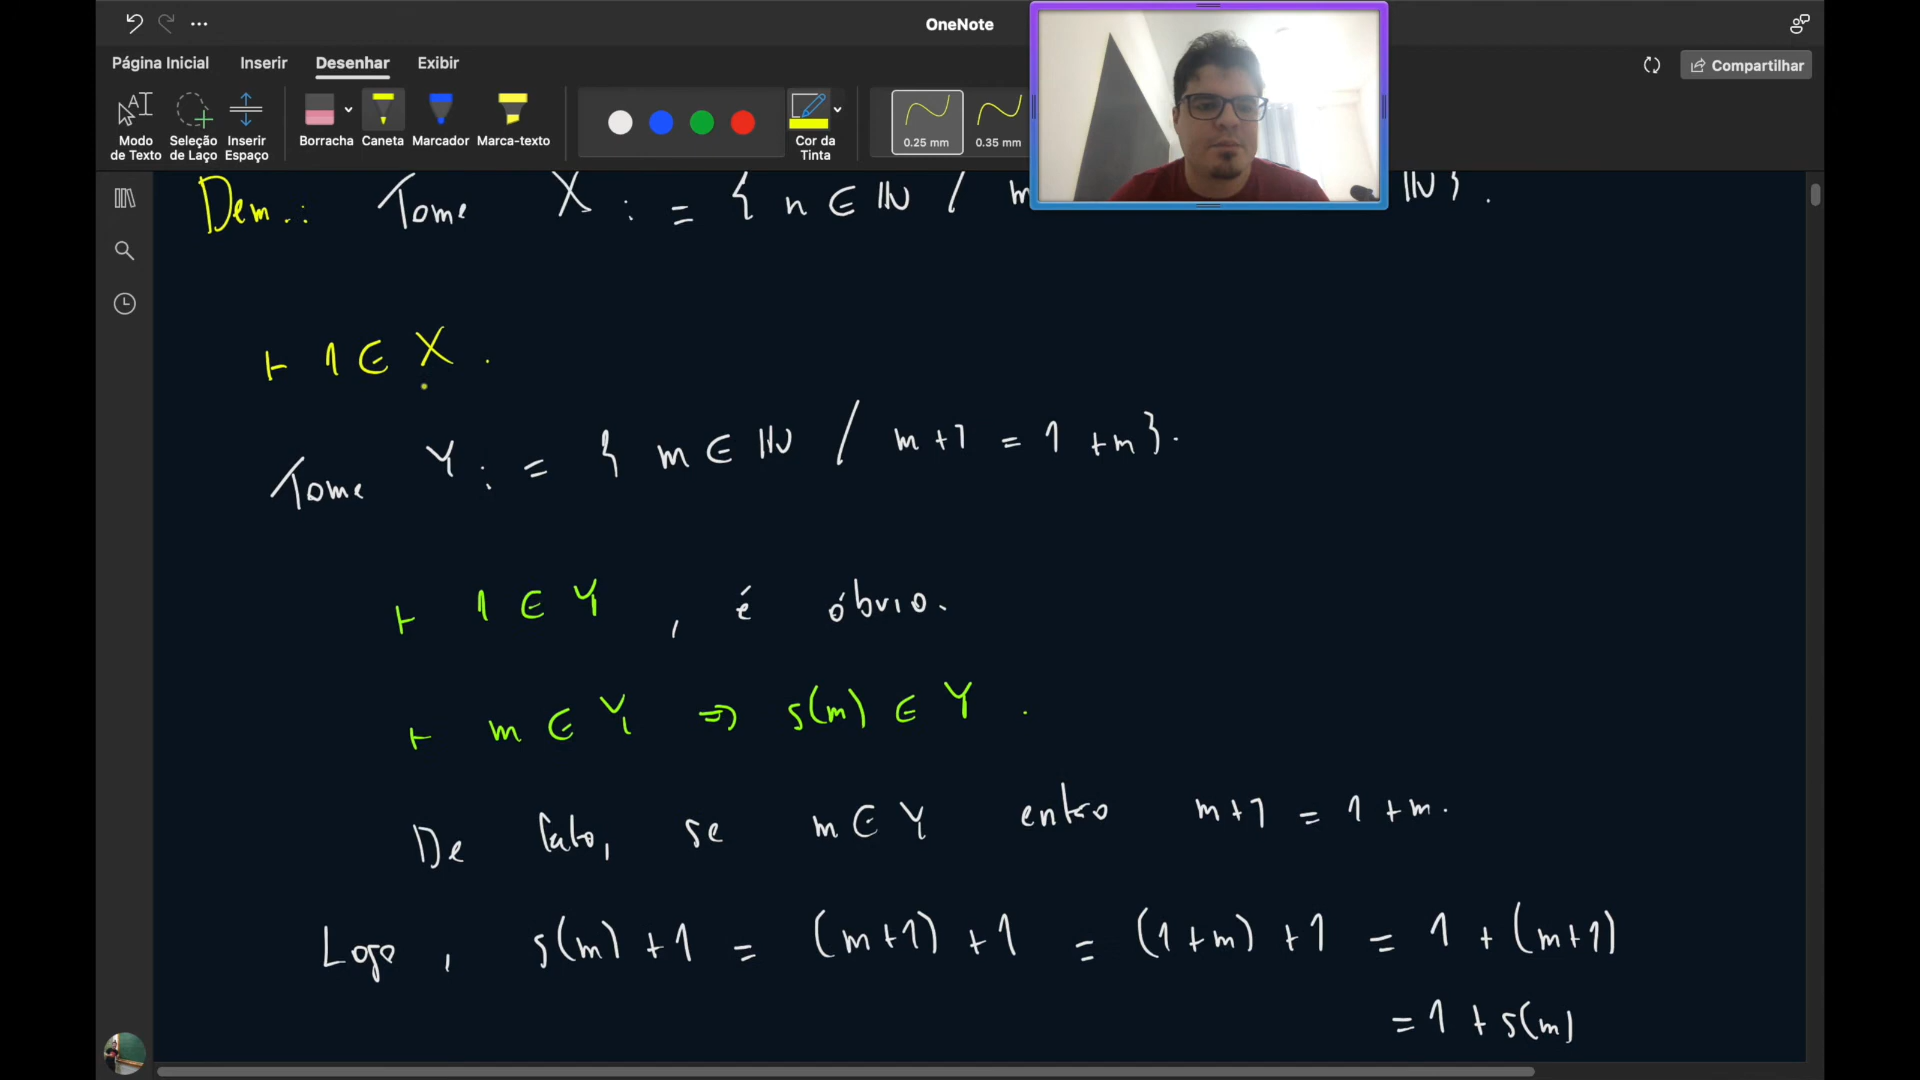 OneNote
Página Inicial Inserir Desenhar Exibir
Compartilhar
Modo de Texto Seleção de Laço Inserir Espaço Borracha Caneta Marcador Marca-texto Cor da Tinta 0.25 mm 0.35 mm
Dem.: Tome X := { n ∈ ℕ / m ℕ}.
⊢ 1 ∈ X .
Tome Y := { m ∈ ℕ / m+1 = 1 +m}.
⊢ 1 ∈ Y , é óbvio.
⊢ m ∈ Y ⇒ s(m) ∈ Y .
De fato, se m ∈ Y então m+1 = 1 +m.
Logo , s(m) +1 = (m+1) +1 = (1+m) +1 = 1 + (m+1)
= 1 + s(m)